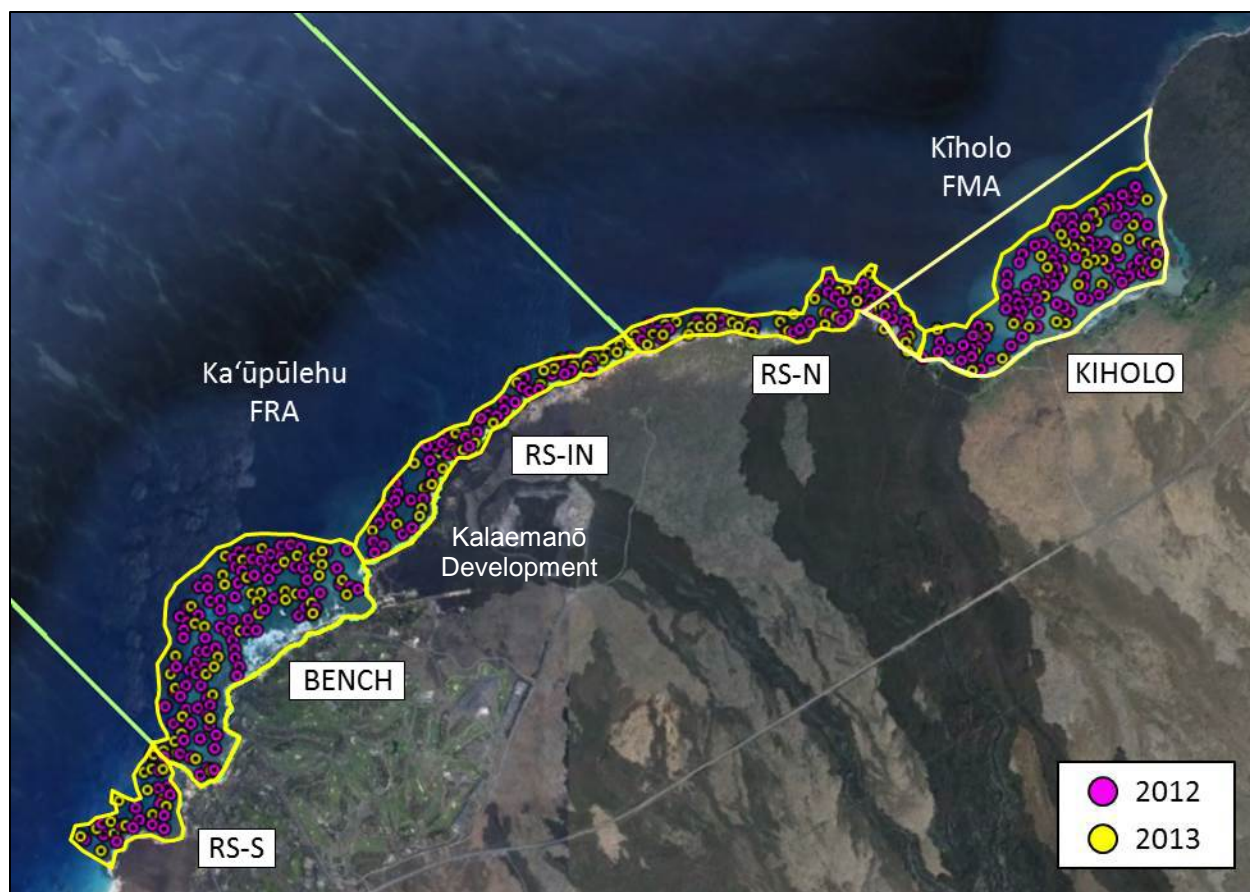 Kīholo
FMA
Ka‘ūpūlehu
FRA
RS-N
KIHOLO
RS-IN
Kalaemanō
Development
BENCH
RS-S
2012
2013